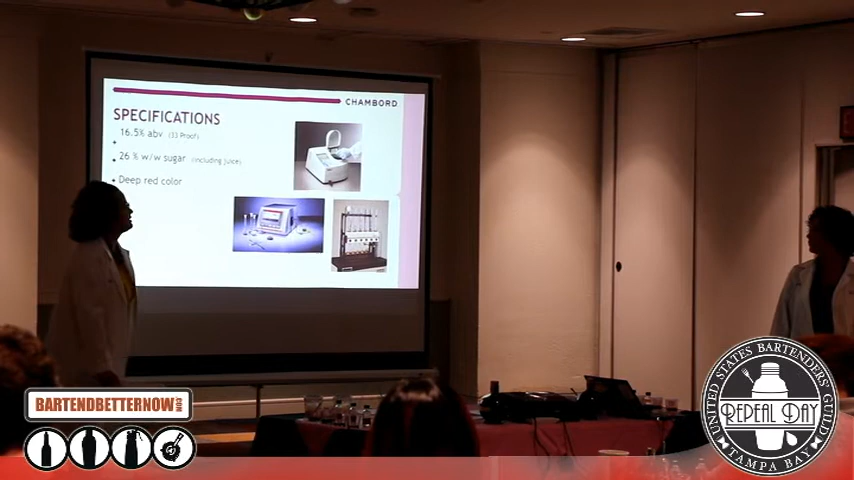 CHAMBORD
SPECIFICATIONS
16.5% abv (33 Proof)
26 % w/w sugar (including juice)
Deep red color
BARTENDBETTERNOW.COM
UNITED STATES BARTENDERS' GUILD
REPEAL DAY
TAMPA BAY